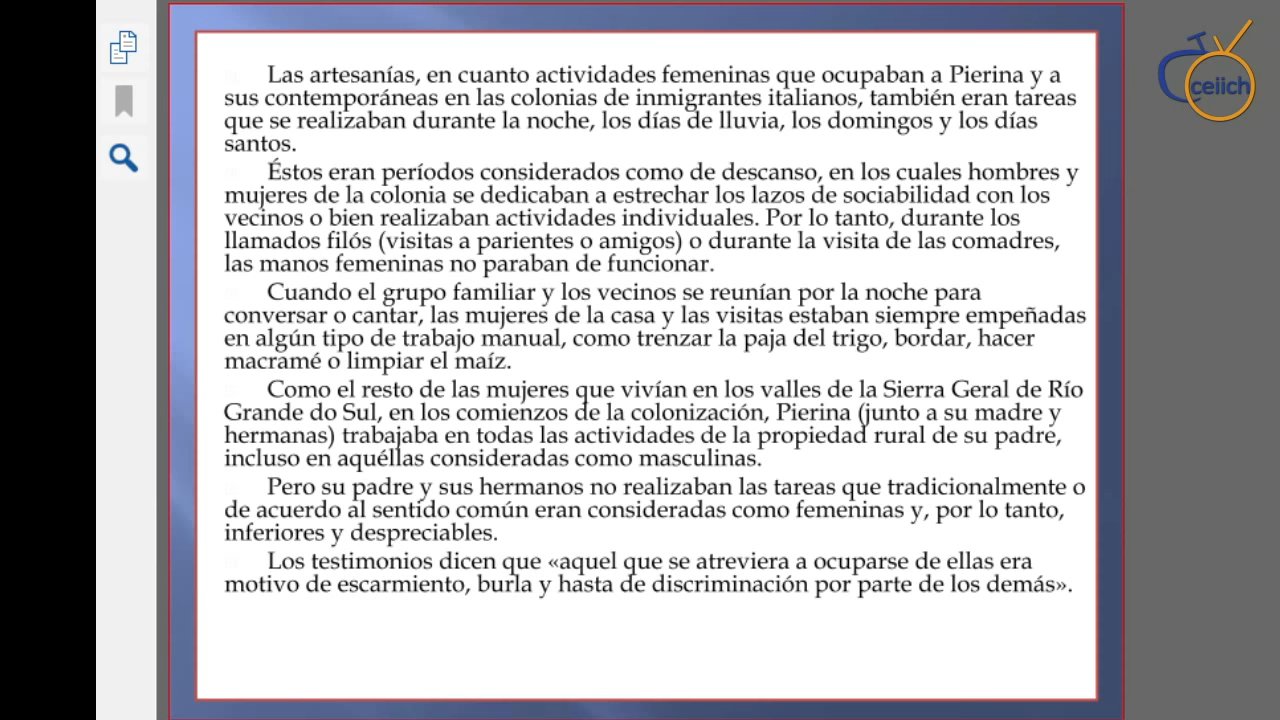 Las artesanías, en cuanto actividades femeninas que ocupaban a Pierina y a
sus contemporáneas en las colonias de inmigrantes italianos, también eran tareas
que se realizaban durante la noche, los días de lluvia, los domingos y los días
santos.
Éstos eran períodos considerados como de descanso, en los cuales hombres y
mujeres de la colonia se dedicaban a estrechar los lazos de sociabilidad con los
vecinos o bien realizaban actividades individuales. Por lo tanto, durante los
llamados filós (visitas a parientes o amigos) o durante la visita de las comadres,
las manos femeninas no paraban de funcionar.
Cuando el grupo familiar y los vecinos se reunían por la noche para
conversar o cantar, las mujeres de la casa y las visitas estaban siempre empeñadas
en algún tipo de trabajo manual, como trenzar la paja del trigo, bordar, hacer
macramé o limpiar el maíz.
Como el resto de las mujeres que vivían en los valles de la Sierra Geral de Río
Grande do Sul, en los comienzos de la colonización, Pierina (junto a su madre y
hermanas) trabajaba en todas las actividades de la propiedad rural de su padre,
incluso en aquéllas consideradas como masculinas.
Pero su padre y sus hermanos no realizaban las tareas que tradicionalmente o
de acuerdo al sentido común eran consideradas como femeninas y, por lo tanto,
inferiores y despreciables.
Los testimonios dicen que «aquel que se atreviera a ocuparse de ellas era
motivo de escarmiento, burla y hasta de discriminación por parte de los demás».
TV
ceiich